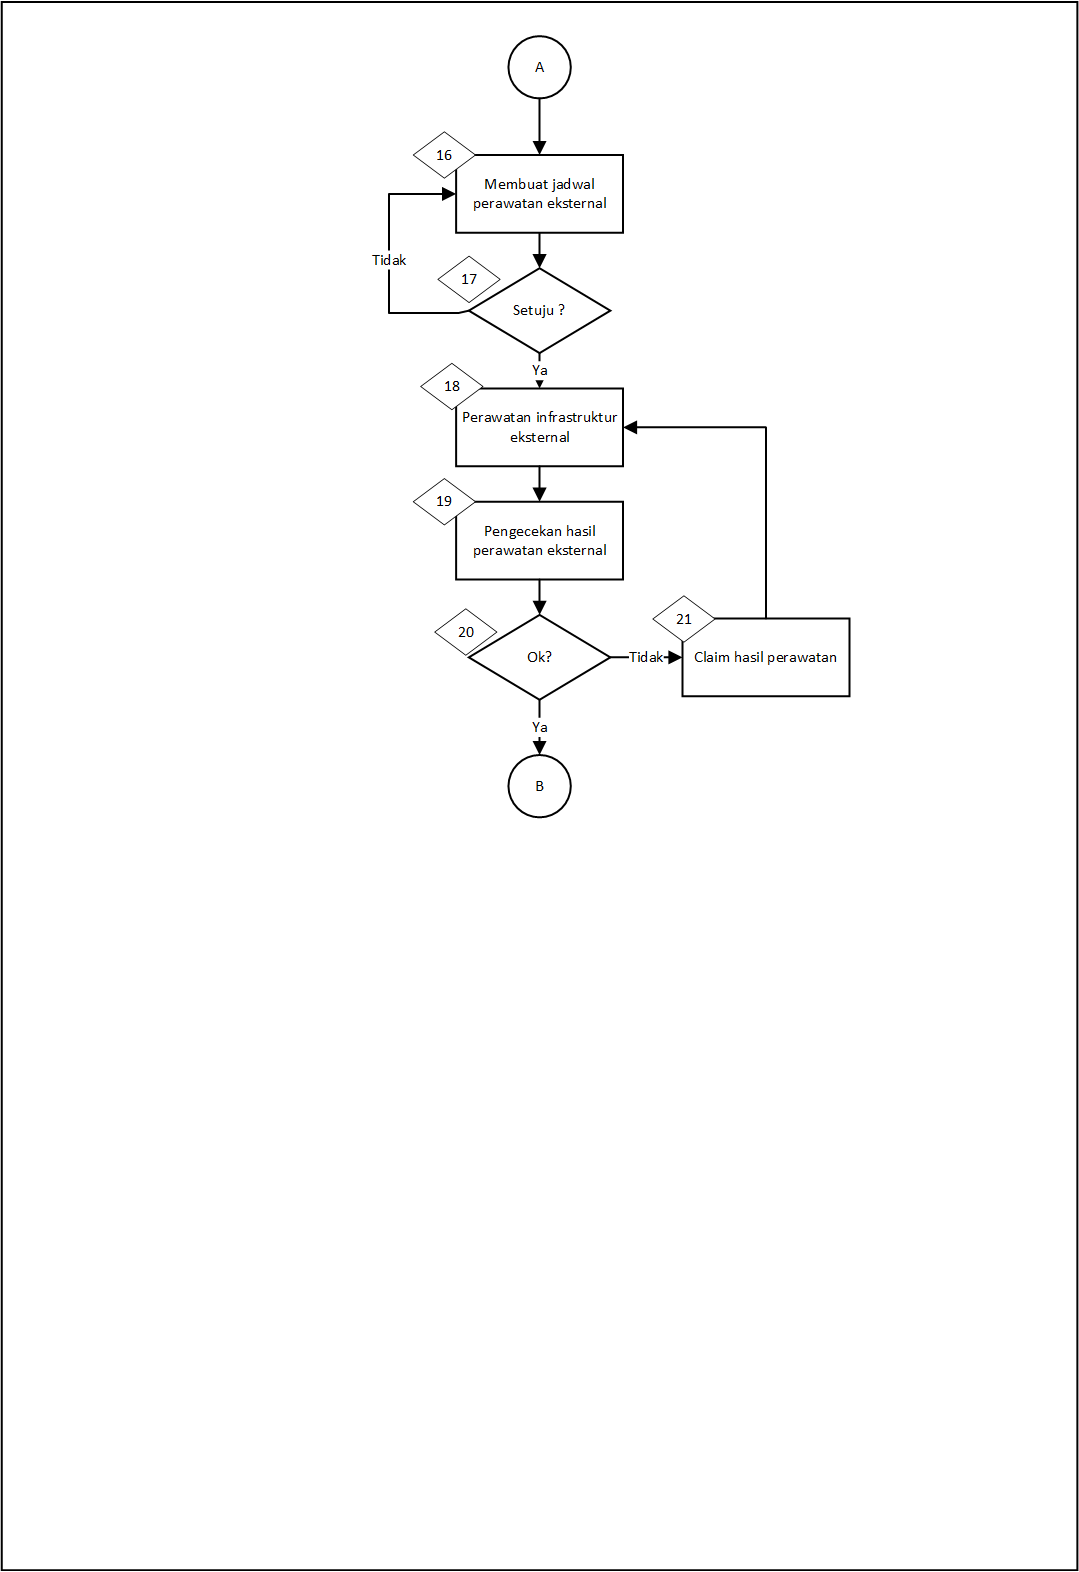 A
16
Membuat jadwal
perawatan eksternal
Tidak
17
Setuju ?
Ya
18
Perawatan infrastruktur
eksternal
19
Pengecekan hasil
perawatan eksternal
20
Ok?
Tidak
21
Claim hasil perawatan
Ya
B